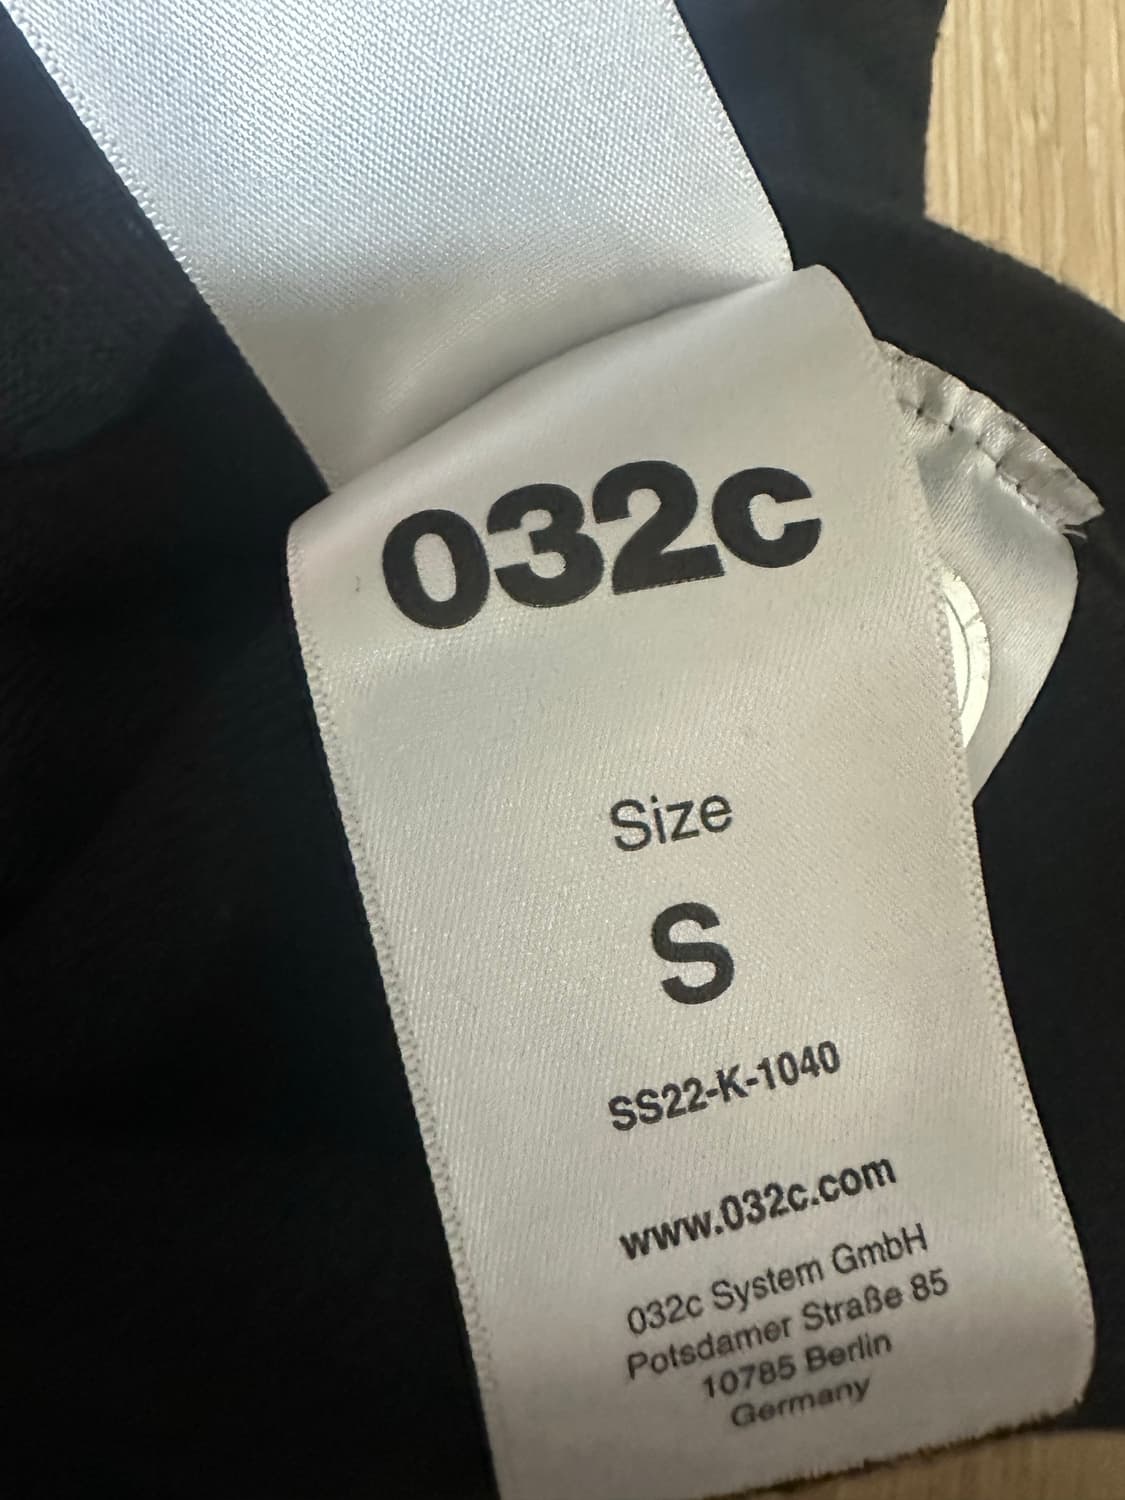 032c
Size
S
SS22-K-1040
www.032c.com
032c System GmbH
Potsdamer Straße 85
10785 Berlin
Germany